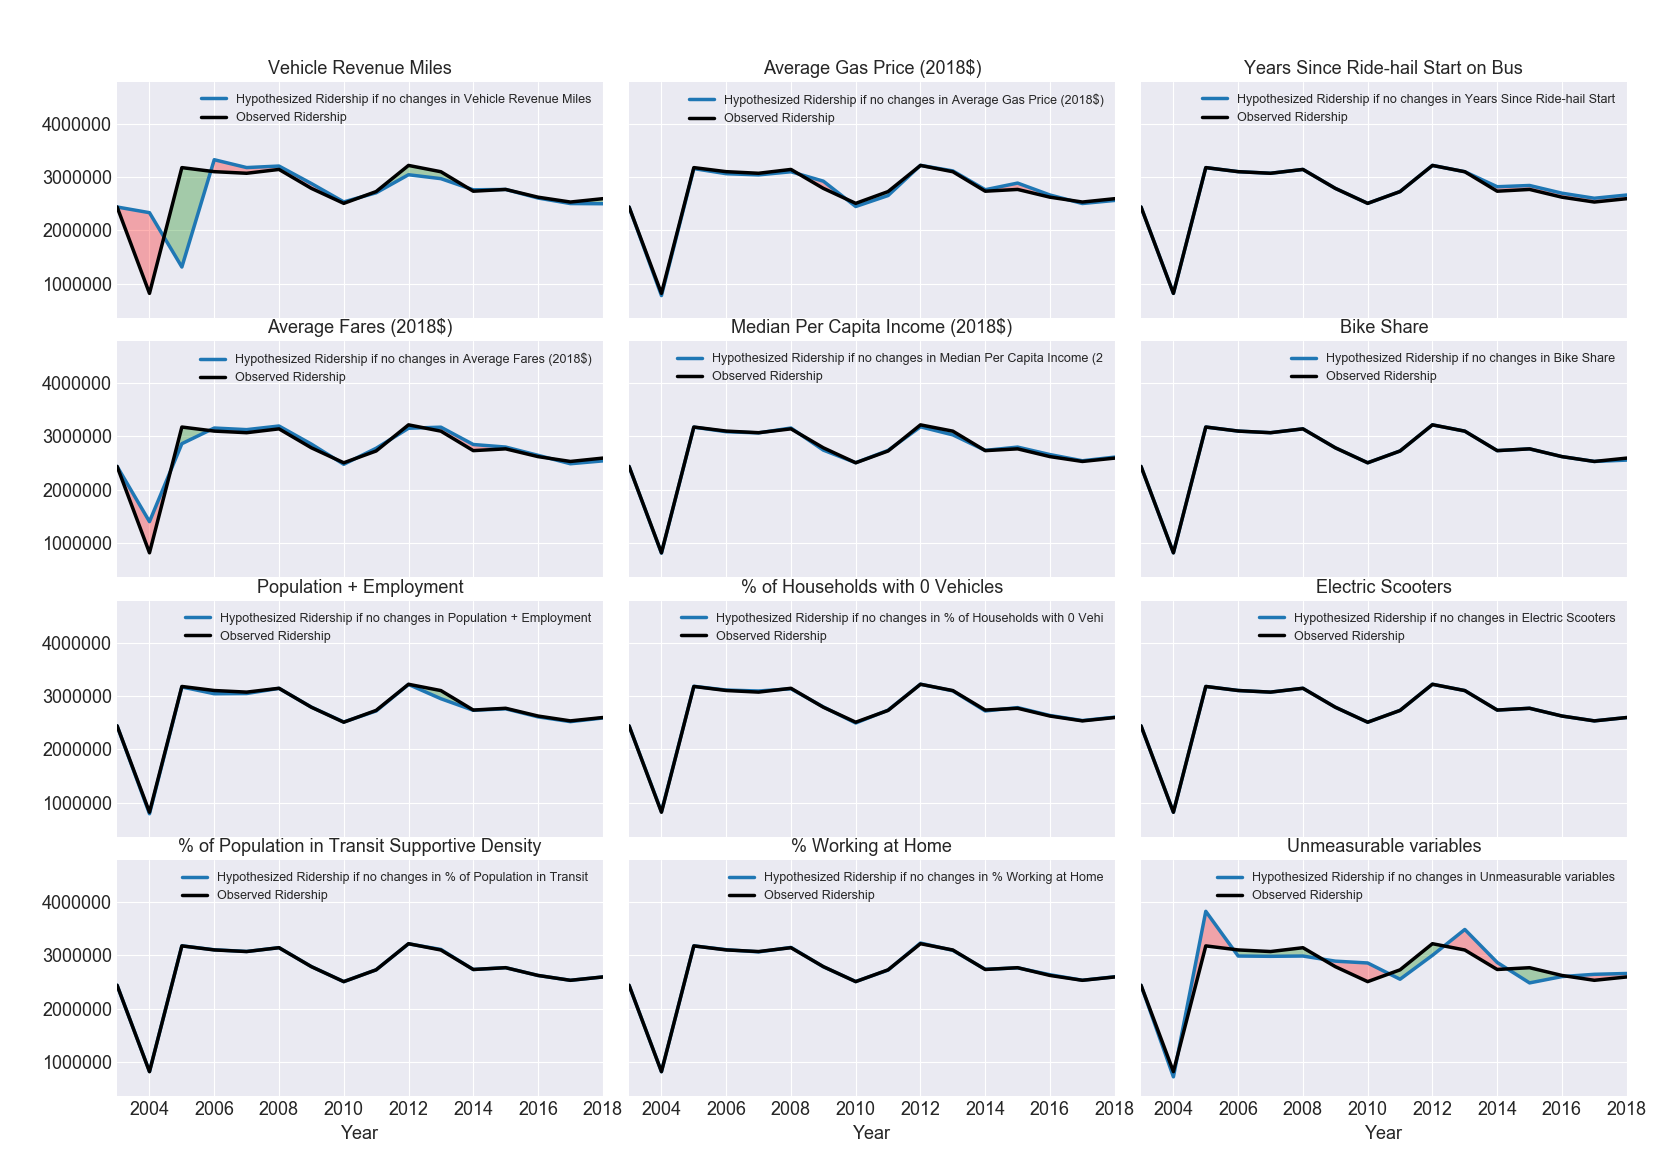 Vehicle Revenue Miles
Hypothesized Ridership if no changes in Vehicle Revenue Miles
Observed Ridership
4000000
3000000
2000000
1000000
Average Gas Price (2018$)
Hypothesized Ridership if no changes in Average Gas Price (2018$)
Observed Ridership
Years Since Ride-hail Start on Bus
Hypothesized Ridership if no changes in Years Since Ride-hail Start
Observed Ridership
Average Fares (2018$)
Hypothesized Ridership if no changes in Average Fares (2018$)
Observed Ridership
4000000
3000000
2000000
1000000
Median Per Capita Income (2018$)
Hypothesized Ridership if no changes in Median Per Capita Income (2
Observed Ridership
Bike Share
Hypothesized Ridership if no changes in Bike Share
Observed Ridership
Population + Employment
Hypothesized Ridership if no changes in Population + Employment
Observed Ridership
4000000
3000000
2000000
1000000
% of Households with 0 Vehicles
Hypothesized Ridership if no changes in % of Households with 0 Vehi
Observed Ridership
Electric Scooters
Hypothesized Ridership if no changes in Electric Scooters
Observed Ridership
% of Population in Transit Supportive Density
Hypothesized Ridership if no changes in % of Population in Transit
Observed Ridership
4000000
3000000
2000000
1000000
2004 2006 2008 2010 2012 2014 2016 2018
Year
% Working at Home
Hypothesized Ridership if no changes in % Working at Home
Observed Ridership
2004 2006 2008 2010 2012 2014 2016 2018
Year
Unmeasurable variables
Hypothesized Ridership if no changes in Unmeasurable variables
Observed Ridership
2004 2006 2008 2010 2012 2014 2016 2018
Year